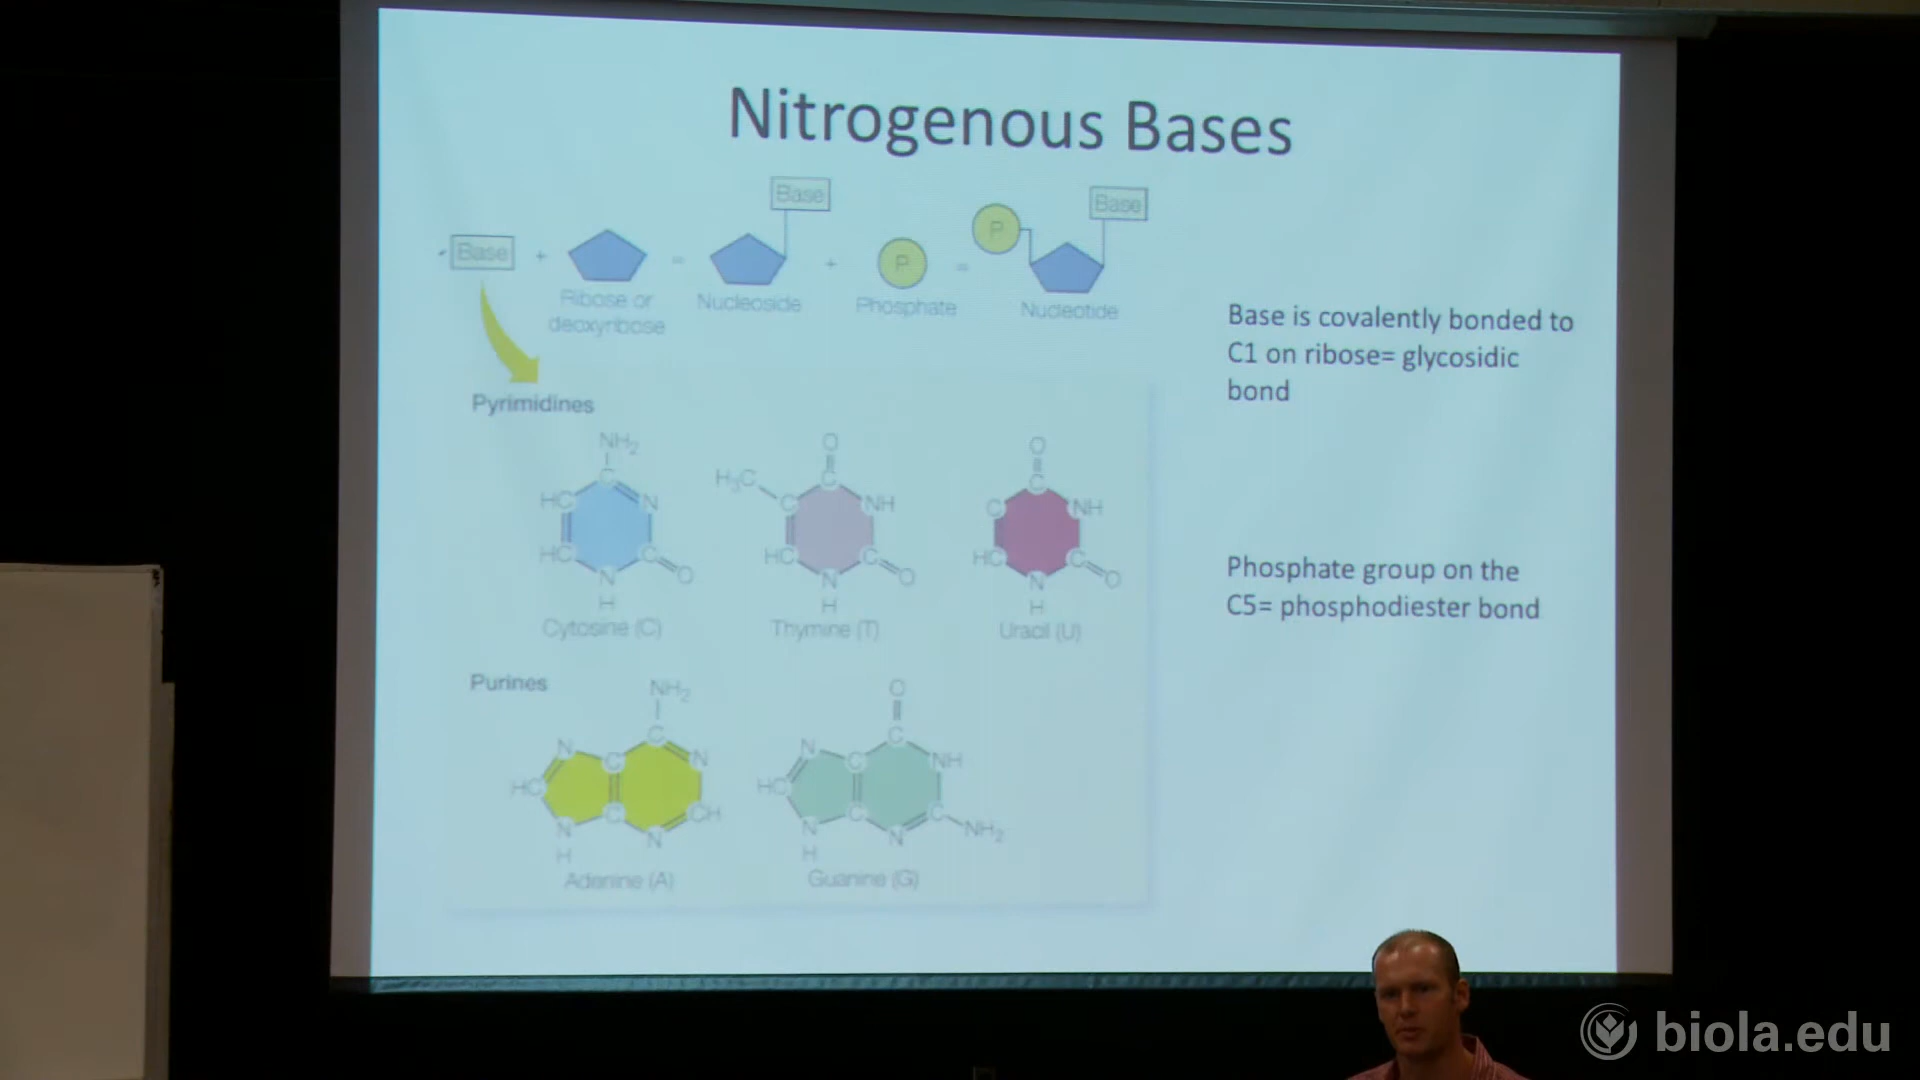 Nitrogenous Bases
Base
Base
Base + = + P = P
Ribose or
deoxyribose
Nucleoside
Phosphate
Nucleotide
Base is covalently bonded to
C1 on ribose= glycosidic
bond
Pyrimidines
NH2
C
HC N
HC C
N O
H
Cytosine (C)
O
H3C C
C NH
HC C
N O
H
Thymine (T)
O
C
C NH
HC C
N O
H
Uracil (U)
Phosphate group on the
C5= phosphodiester bond
Purines
NH2
C
N C N
HC
C CH
N N
H
Adenine (A)
O
C
N C NH
HC
C C
N N NH2
H
Guanine (G)
biola.edu